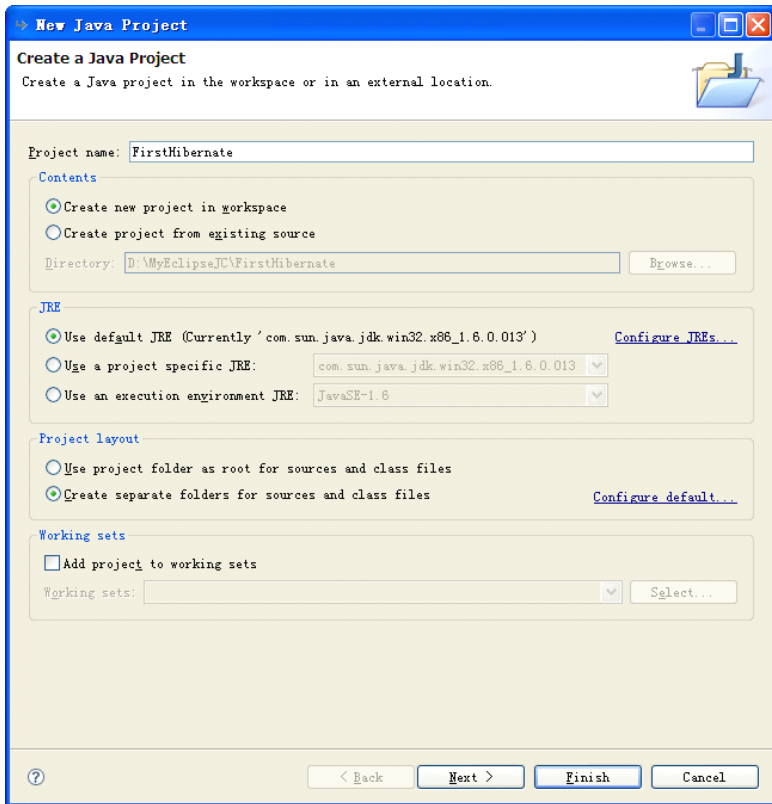 New Java Project
Create a Java Project
Create a Java project in the workspace or in an external location.
Project name: FirstHibernate
Contents
Create new project in workspace
Create project from existing source
Directory: D:\MyEclipseJC\FirstHibernate Browse...
JRE
Use default JRE (Currently 'com.sun.java.jdk.win32.x86_1.6.0.013') Configure JREs...
Use a project specific JRE: com.sun.java.jdk.win32.x86_1.6.0.013
Use an execution environment JRE: JavaSE-1.6
Project layout
Use project folder as root for sources and class files
Create separate folders for sources and class files Configure default...
Working sets
Add project to working sets
Working sets: Select...
? < Back Next > Finish Cancel